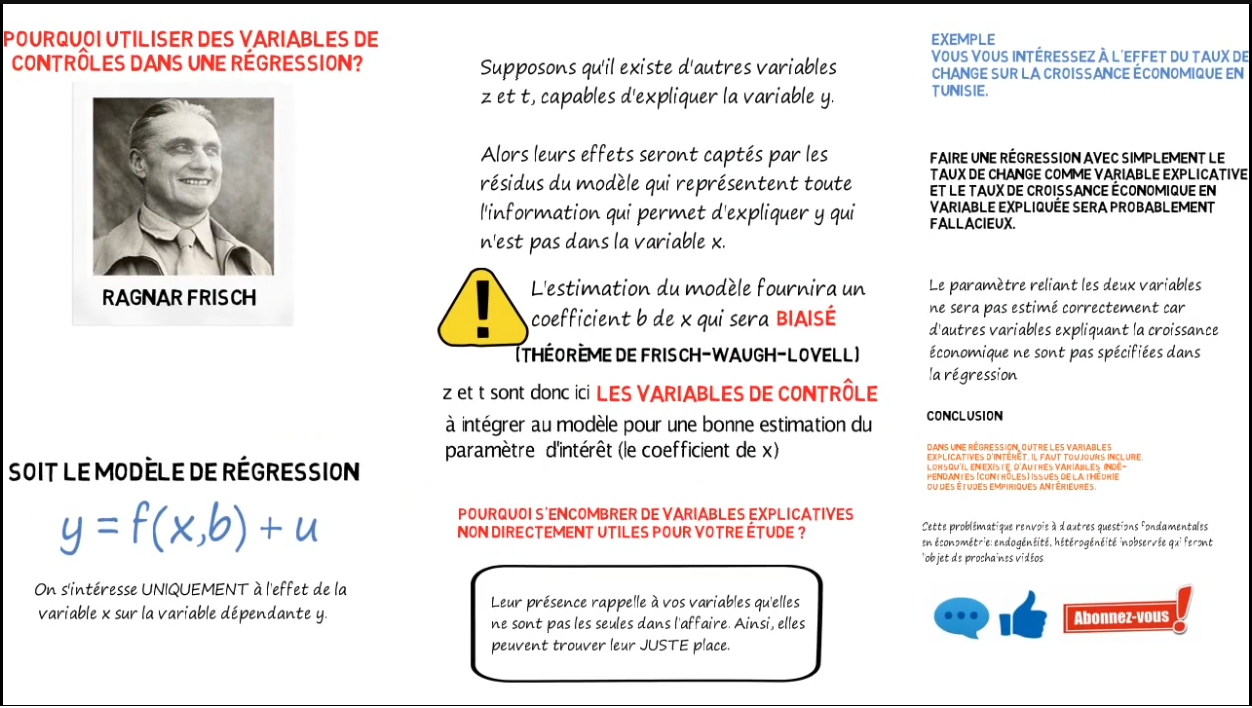 POURQUOI UTILISER DES VARIABLES DE
CONTRÔLES DANS UNE RÉGRESSION?
RAGNAR FRISCH
SOIT LE MODÈLE DE RÉGRESSION
y = f(x,b) + u
On s'intéresse UNIQUEMENT à l'effet de la
variable x sur la variable dépendante y.
Supposons qu'il existe d'autres variables
z et t, capables d'expliquer la variable y.
Alors leurs effets seront captés par les
résidus du modèle qui représentent toute
l'information qui permet d'expliquer y qui
n'est pas dans la variable x.
L'estimation du modèle fournira un
coefficient b de x qui sera BIAISÉ
(THÉORÈME DE FRISCH-WAUGH-LOVELL)
z et t sont donc ici LES VARIABLES DE CONTRÔLE
à intégrer au modèle pour une bonne estimation du
paramètre d'intérêt (le coefficient de x)
POURQUOI S'ENCOMBRER DE VARIABLES EXPLICATIVES
NON DIRECTEMENT UTILES POUR VOTRE ÉTUDE ?
Leur présence rappelle à vos variables qu'elles
ne sont pas les seules dans l'affaire. Ainsi, elles
peuvent trouver leur JUSTE place.
EXEMPLE
VOUS VOUS INTÉRESSEZ À L'EFFET DU TAUX DE
CHANGE SUR LA CROISSANCE ÉCONOMIQUE EN
TUNISIE.
FAIRE UNE RÉGRESSION AVEC SIMPLEMENT LE
TAUX DE CHANGE COMME VARIABLE EXPLICATIVE
ET LE TAUX DE CROISSANCE ÉCONOMIQUE EN
VARIABLE EXPLIQUÉE SERA PROBABLEMENT
FALLACIEUX.
Le paramètre reliant les deux variables
ne sera pas estimé correctement car
d'autres variables expliquant la croissance
économique ne sont pas spécifiées dans
la régression
CONCLUSION
DANS UNE RÉGRESSION, OUTRE LES VARIABLES
EXPLICATIVES D'INTÉRÊT, IL FAUT TOUJOURS INCLURE,
LORSQU'IL EN EXISTE, D'AUTRES VARIABLES INDÉ-
PENDANTES (CONTRÔLES) ISSUES DE LA THÉORIE
OU DES ÉTUDES EMPIRIQUES ANTÉRIEURES.
Cette problématique renvois à d'autres questions fondamentales
en économétrie: endogénéité, hétérogénéité inobservée qui feront
l'objet de prochaines vidéos
Abonnez-vous